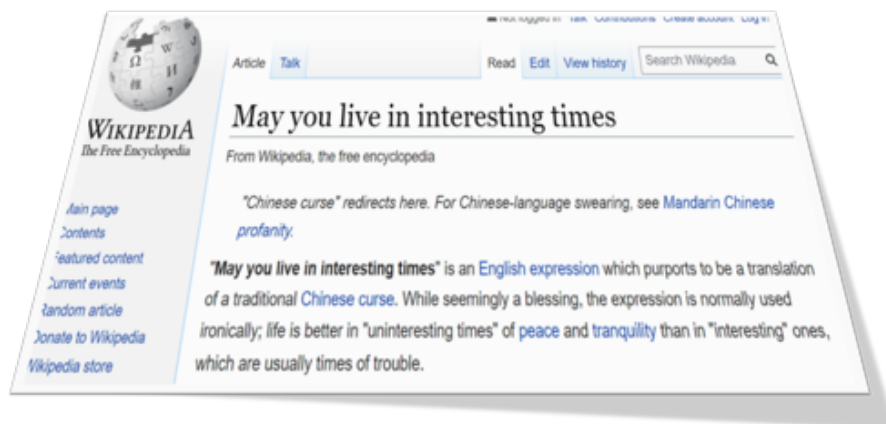 Article Talk Read Edit View history Search Wikipedia
WIKIPEDIA
The Free Encyclopedia
May you live in interesting times
From Wikipedia, the free encyclopedia
"Chinese curse" redirects here. For Chinese-language swearing, see Mandarin Chinese
profanity.
"May you live in interesting times" is an English expression which purports to be a translation
of a traditional Chinese curse. While seemingly a blessing, the expression is normally used
ironically; life is better in "uninteresting times" of peace and tranquility than in "interesting" ones,
which are usually times of trouble.
Main page
Contents
Featured content
Current events
Random article
Donate to Wikipedia
Wikipedia store